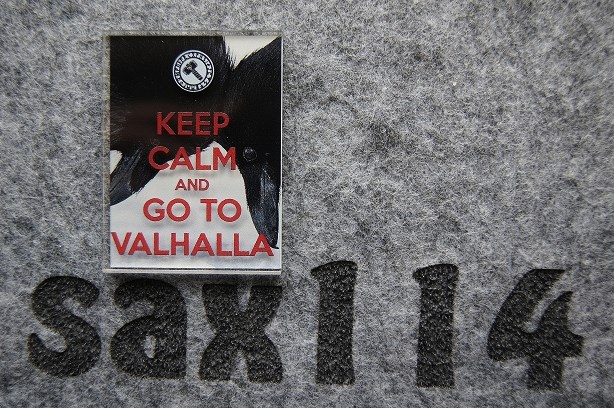 KEEP
CALM
AND
GO TO
VALHALLA
sax114